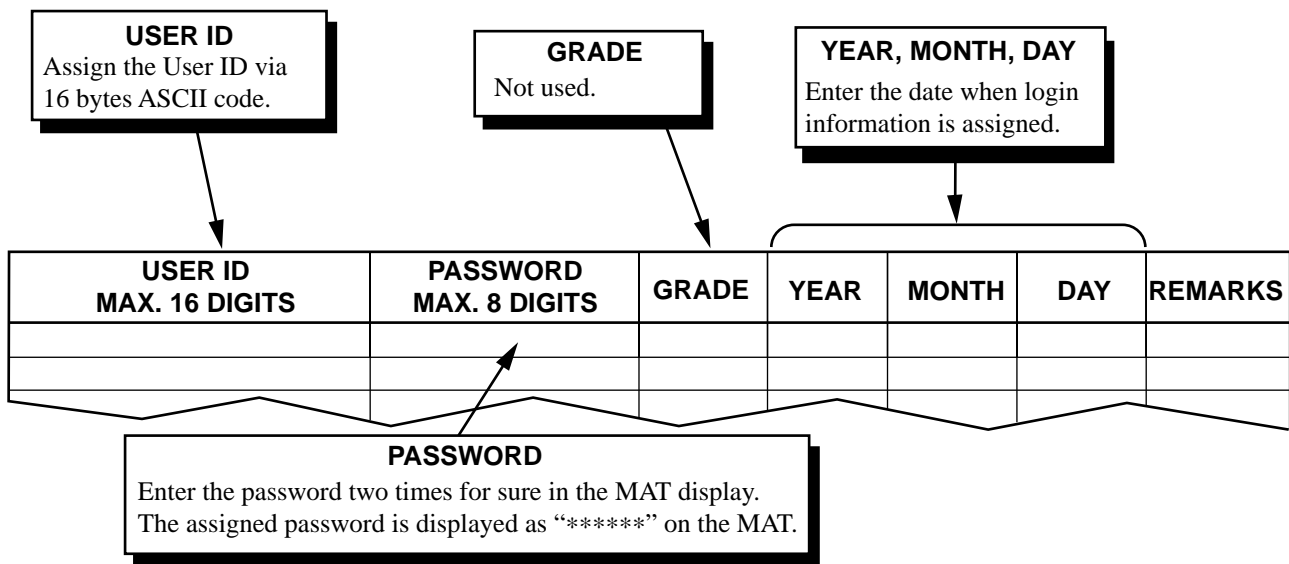 USER ID
Assign the User ID via
16 bytes ASCII code.
GRADE
Not used.
YEAR, MONTH, DAY
Enter the date when login
information is assigned.
USER ID
MAX. 16 DIGITS
PASSWORD
MAX. 8 DIGITS
GRADE
YEAR
MONTH
DAY
REMARKS
PASSWORD
Enter the password two times for sure in the MAT display.
The assigned password is displayed as “******” on the MAT.